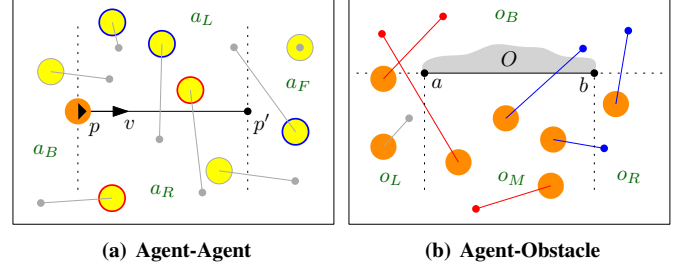 a_L
a_F
p v p′
a_B
a_R
(a) Agent-Agent
o_B
O
a b
o_L o_M o_R
(b) Agent-Obstacle